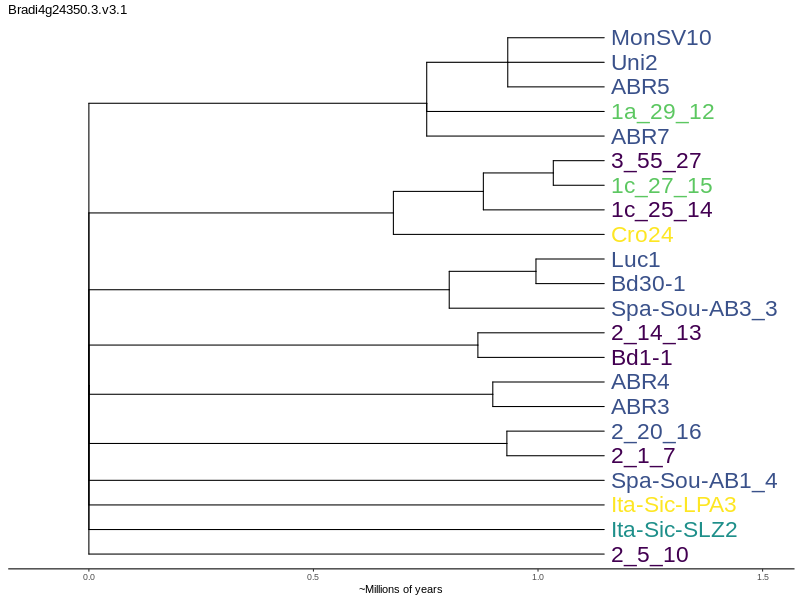 Bradi4g24350.3.v3.1
MonSV10
Uni2
ABR5
1a_29_12
ABR7
3_55_27
1c_27_15
1c_25_14
Cro24
Luc1
Bd30-1
Spa-Sou-AB3_3
2_14_13
Bd1-1
ABR4
ABR3
2_20_16
2_1_7
Spa-Sou-AB1_4
Ita-Sic-LPA3
Ita-Sic-SLZ2
2_5_10
0.0 0.5 1.0 1.5
~Millions of years